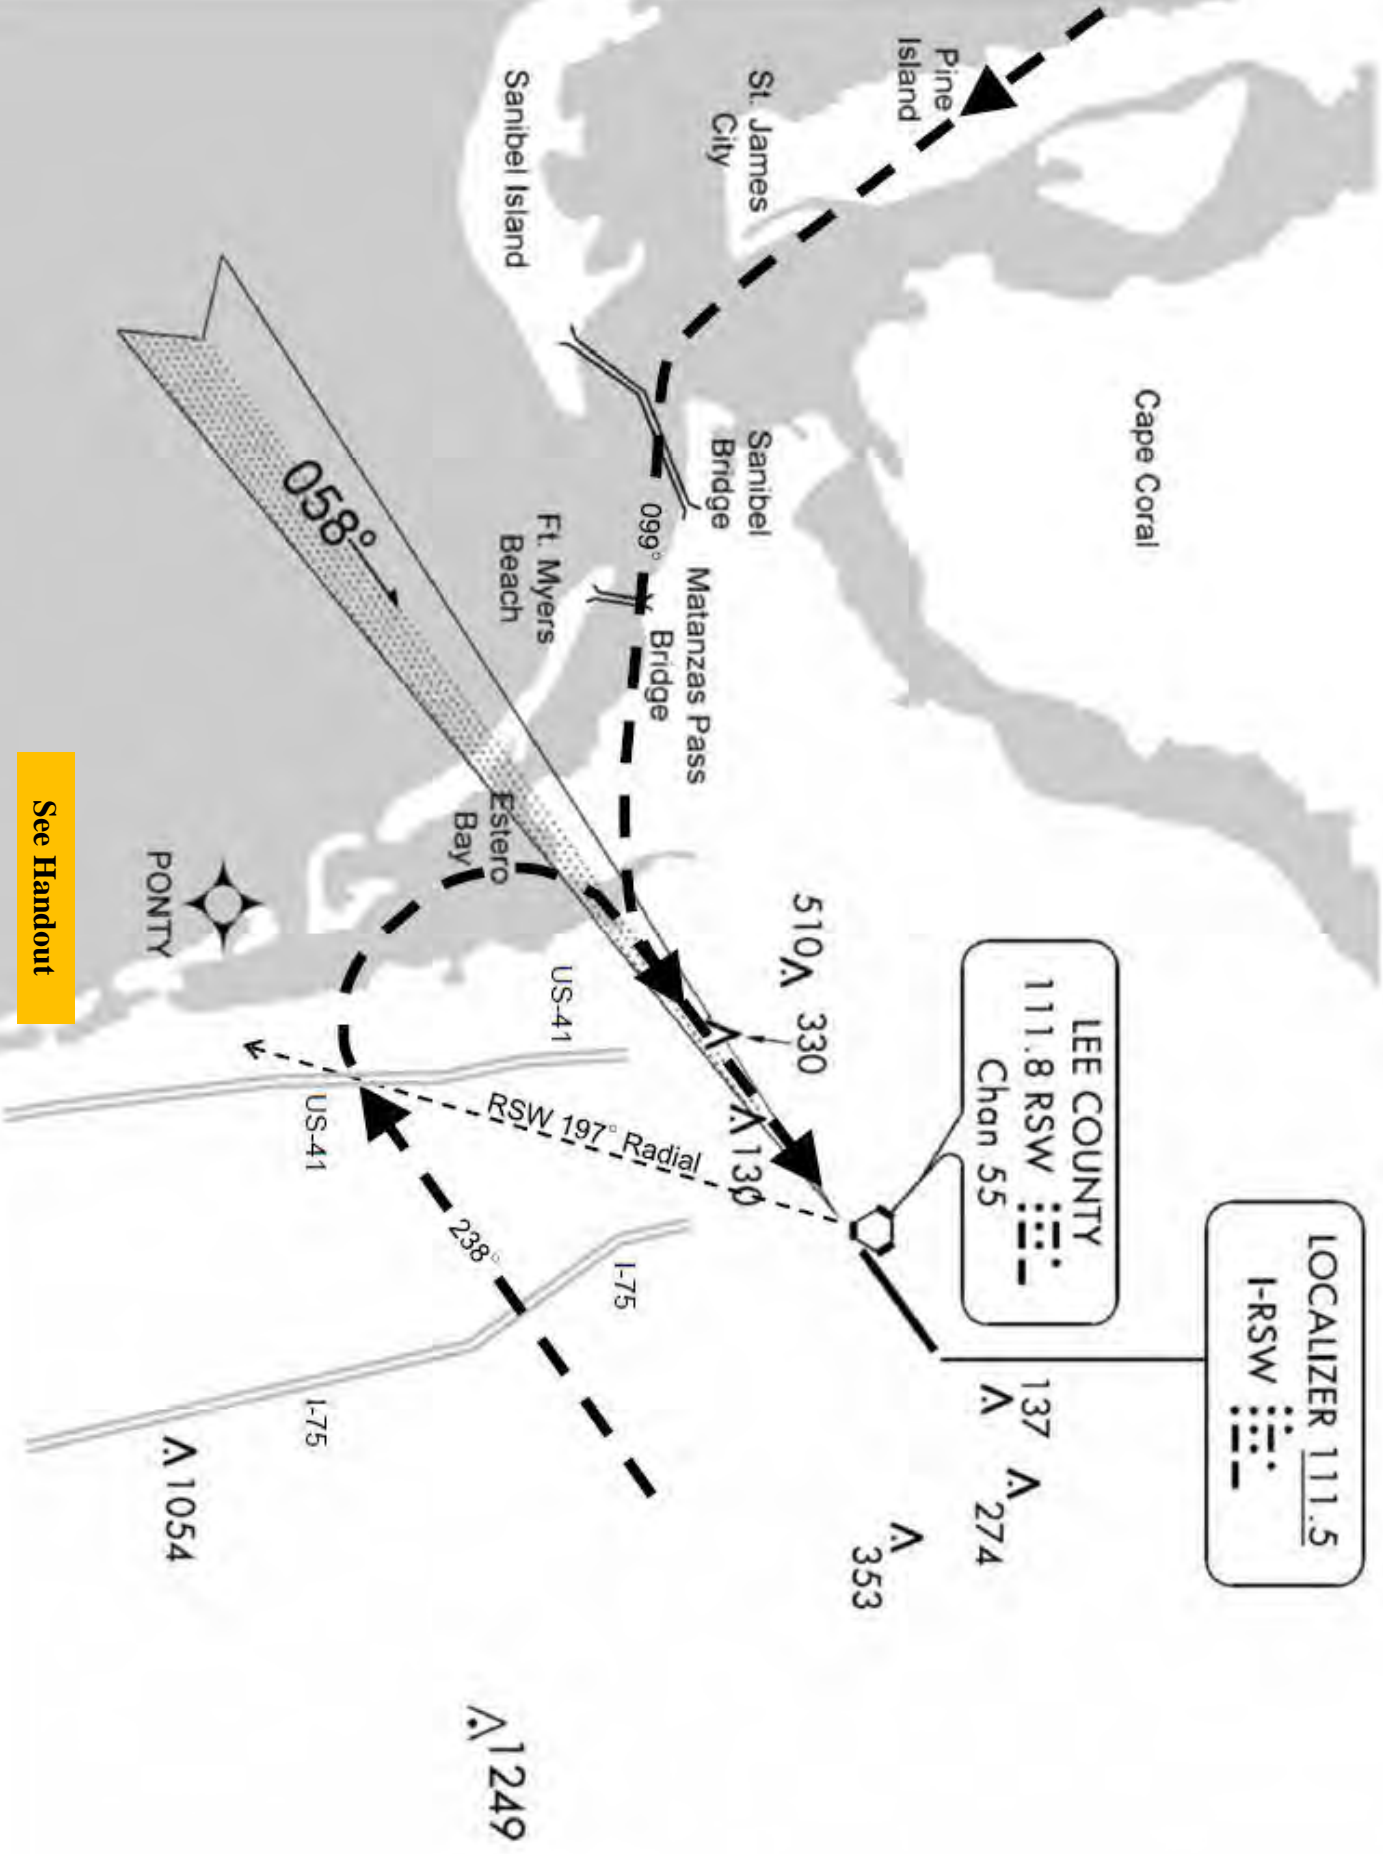 Pine
Island
St. James
City
Sanibel Island
Cape Coral
Sanibel
Bridge
099°
Matanzas Pass
Bridge
Ft. Myers
Beach
058°
Estero
Bay
PONTY
See Handout
510
330
130
US-41
US-41
RSW 197° Radial
238°
I-75
I-75
LEE COUNTY
111.8 RSW
Chan 55
LOCALIZER 111.5
I-RSW
137
274
353
1054
1249